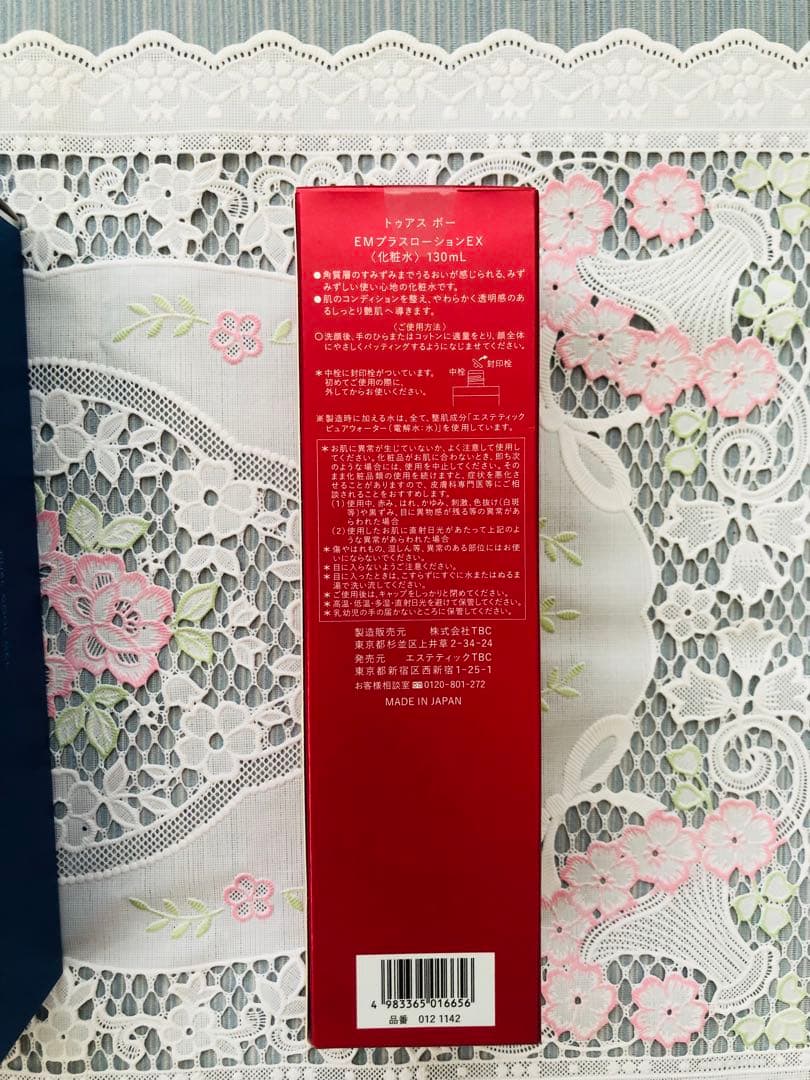 トゥアス ボー
EMプラスローションEX
〈化粧水〉130mL
●角質層のすみずみまでうるおいが感じられる、みず
みずしい使い心地の化粧水です。
●肌のコンディションを整え、やわらかく透明感のあ
るしっとり艶肌へ導きます。
〈ご使用方法〉
○洗顔後、手のひらまたはコットンに適量をとり、顔全体
にやさしくパッティングするようになじませてください。
＊中栓に封印栓がついています。
初めてご使用の際に、
外してからお使いください。
封印栓
中栓
※製造時に加える水は、全て、整肌成分「エステティック
ピュアウォーター(電解水:水)」を使用しています。
＊お肌に異常が生じていないか、よく注意して使用し
てください。化粧品がお肌に合わないとき、即ち次
のような場合には、使用を中止してください。そのま
ま化粧品類の使用を続けますと、症状を悪化さ
せることがありますので、皮膚科専門医等にご相
談されることをおすすめします。
(1)使用中、赤み、はれ、かゆみ、刺激、色抜け(白斑
等)や黒ずみ、目に異物感が残る等の異常があ
らわれた場合
(2)使用したお肌に直射日光があたって上記のよ
うな異常があらわれた場合
＊傷やはれもの、湿しん等、異常のある部位にはお使
いにならないでください。
＊目に入らないようご注意ください。
＊目に入ったときは、こすらずにすぐに水またはぬるま
湯で洗い流してください。
＊ご使用後は、キャップをしっかりと閉めてください。
＊高温・低温・多湿・直射日光を避けて保管してください。
＊乳幼児の手の届かないところに保管してください。
製造販売元 株式会社TBC
東京都杉並区上井草2-34-24
発売元 エステティックTBC
東京都新宿区西新宿1-25-1
お客様相談室 0120-801-272
MADE IN JAPAN
4 983365 016656
品番 012 1142